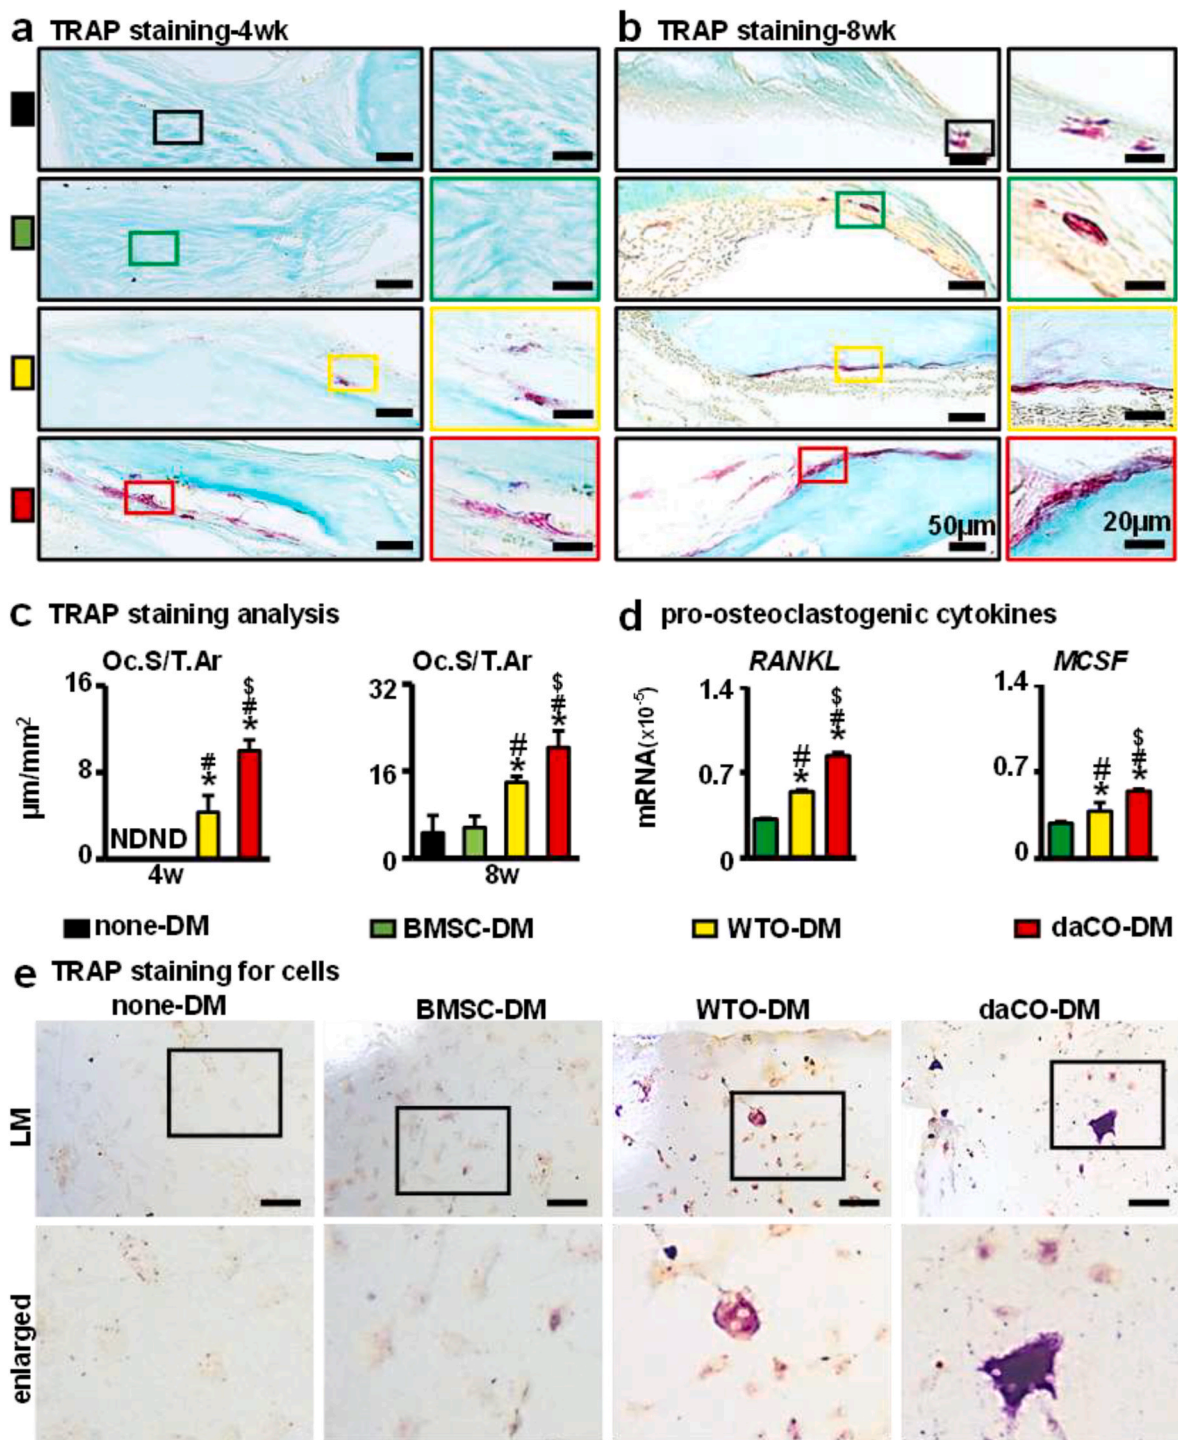 a TRAP staining-4wk
b TRAP staining-8wk
50µm
20µm
c TRAP staining analysis
d pro-osteoclastogenic cytokines
Oc.S/T.Ar
Oc.S/T.Ar
RANKL
MCSF
µm/mm²
16
8
0
NDND
# *
$ # *
4w
32
16
0
# *
$ # *
8w
mRNA(x10⁻⁵)
1.4
0.7
0
# *
$ # *
1.4
0.7
0
# *
$ # *
none-DM
BMSC-DM
WTO-DM
daCO-DM
e TRAP staining for cells
none-DM
BMSC-DM
WTO-DM
daCO-DM
LM
enlarged